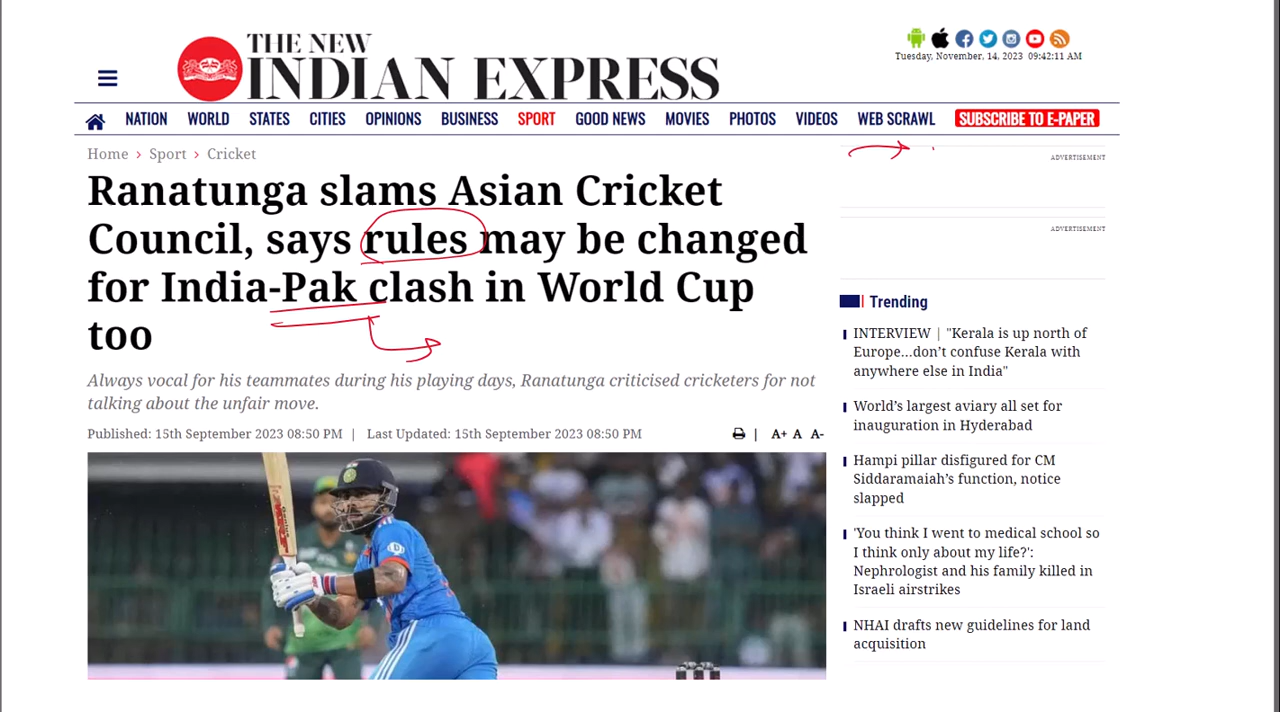 THE NEW
INDIAN EXPRESS
Tuesday, November, 14, 2023 09:42:11 AM
NATION WORLD STATES CITIES OPINIONS BUSINESS SPORT GOOD NEWS MOVIES PHOTOS VIDEOS WEB SCRAWL SUBSCRIBE TO E-PAPER
Home > Sport > Cricket
Ranatunga slams Asian Cricket
Council, says rules may be changed
for India-Pak clash in World Cup
too
Always vocal for his teammates during his playing days, Ranatunga criticised cricketers for not
talking about the unfair move.
Published: 15th September 2023 08:50 PM | Last Updated: 15th September 2023 08:50 PM | A+ A A-
ADVERTISEMENT
ADVERTISEMENT
Trending
INTERVIEW | "Kerala is up north of
Europe...don’t confuse Kerala with
anywhere else in India"
World’s largest aviary all set for
inauguration in Hyderabad
Hampi pillar disfigured for CM
Siddaramaiah’s function, notice
slapped
'You think I went to medical school so
I think only about my life?':
Nephrologist and his family killed in
Israeli airstrikes
NHAI drafts new guidelines for land
acquisition